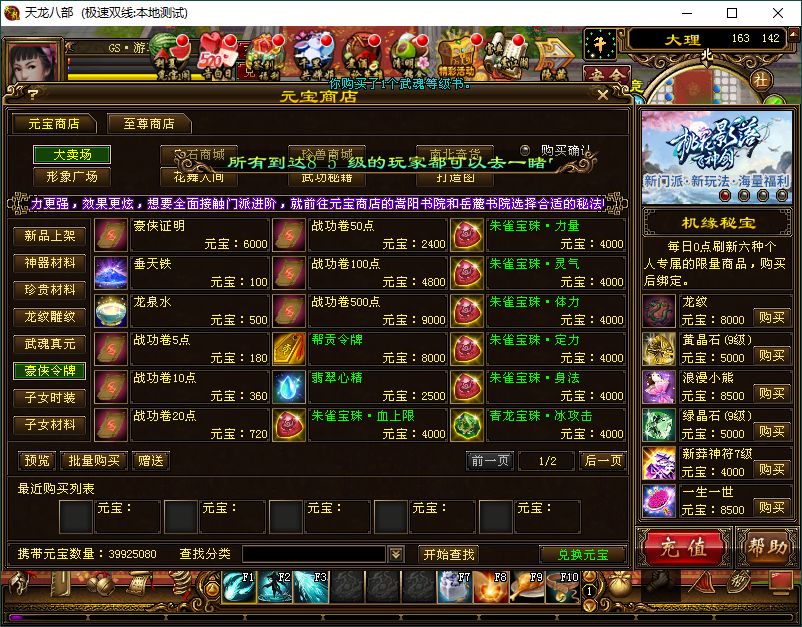 天龙八部 (极速双线:本地测试)
GS·游
大理 163 142
北
社
安全
你购买了1个武魂等级书。
元宝商店
元宝商店 至尊商店
购买确认
大卖场
形象广场 花舞人间 武功秘籍 打造图
所有到达85级的玩家都可以去一睹
力更强，效果更炫，想要全面接触门派进阶，就前往元宝商店的嵩阳书院和岳麓书院选择合适的秘法!
新品上架
神器材料
珍贵材料
龙纹雕纹
武魂真元
豪侠令牌
子女时装
子女材料
豪侠证明
元宝：6000
战功卷50点
元宝：2400
朱雀宝珠·力量
元宝：4000
垂天铁
元宝：100
战功卷100点
元宝：4800
朱雀宝珠·灵气
元宝：4000
龙泉水
元宝：500
战功卷500点
元宝：9000
朱雀宝珠·体力
元宝：4000
战功卷5点
元宝：180
帮贡令牌
元宝：8000
朱雀宝珠·定力
元宝：4000
战功卷10点
元宝：360
翡翠心精
元宝：2500
朱雀宝珠·身法
元宝：4000
战功卷20点
元宝：720
朱雀宝珠·血上限
元宝：4000
青龙宝珠·冰攻击
元宝：4000
预览 批量购买 赠送 前一页 1/2 后一页
最近购买列表
元宝： 元宝： 元宝： 元宝： 元宝：
携带元宝数量：39925080 查找分类 开始查找 兑换元宝
桃花影落飞神剑
新门派·新玩法·海量福利
机缘秘宝
每日0点刷新六种个
人专属的限量商品，购买
后绑定。
龙纹
元宝：8000 购买
黄晶石(9级)
元宝：5000 购买
浪漫小熊
元宝：8500 购买
绿晶石(9级)
元宝：5000 购买
新莽神符7级
元宝：4000 购买
一生一世
元宝：8500 购买
充值 帮助
F1 F2 F3 F7 F8 F9 F10 1